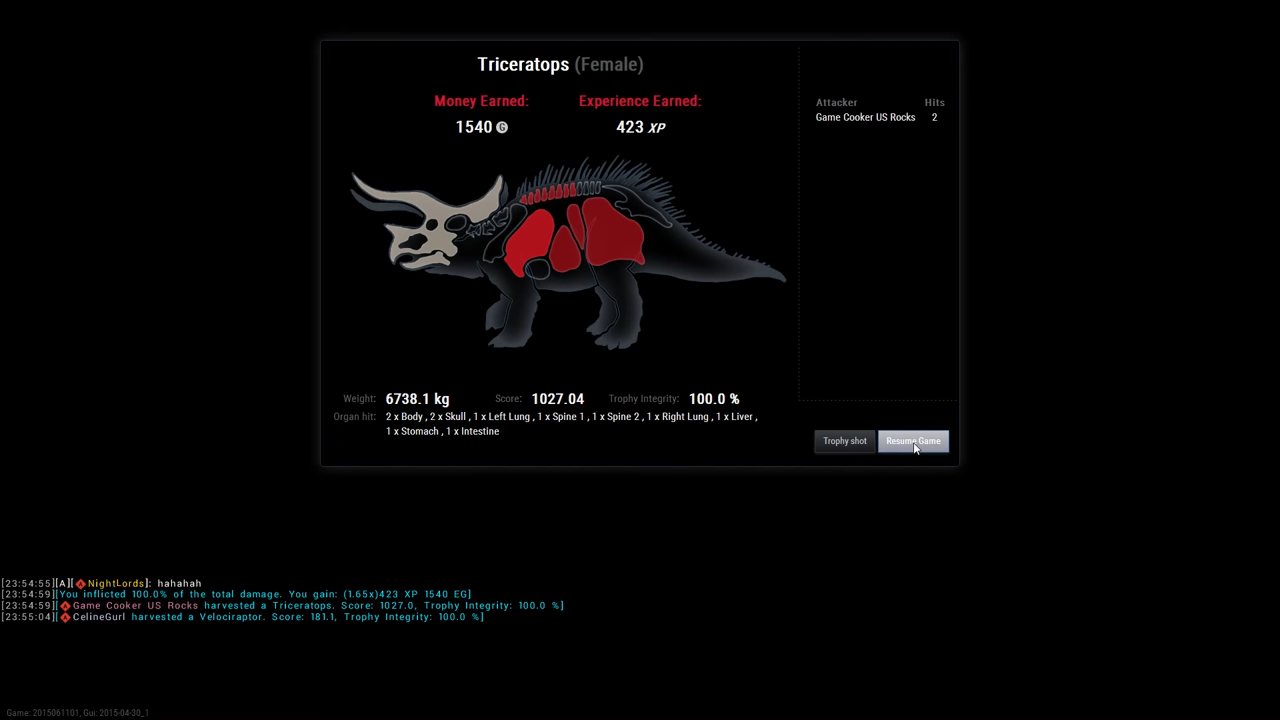 Triceratops (Female)
Money Earned:
Experience Earned:
1540 G
423 XP
Attacker Hits
Game Cooker US Rocks 2
Weight: 6738.1 kg Score: 1027.04 Trophy Integrity: 100.0 %
Organ hit: 2 x Body , 2 x Skull , 1 x Left Lung , 1 x Spine 1 , 1 x Spine 2 , 1 x Right Lung , 1 x Liver ,
1 x Stomach , 1 x Intestine
Trophy shot
Resume Game
[23:54:55][A][NightLords]: hahahah
[23:54:59][You inflicted 100.0% of the total damage. You gain: (1.65x)423 XP 1540 EG]
[23:54:59][Game Cooker US Rocks harvested a Triceratops. Score: 1027.0, Trophy Integrity: 100.0 %]
[23:55:04][CelineGurl harvested a Velociraptor. Score: 181.1, Trophy Integrity: 100.0 %]
Game: 2015061101, Gui: 2015-04-30_1